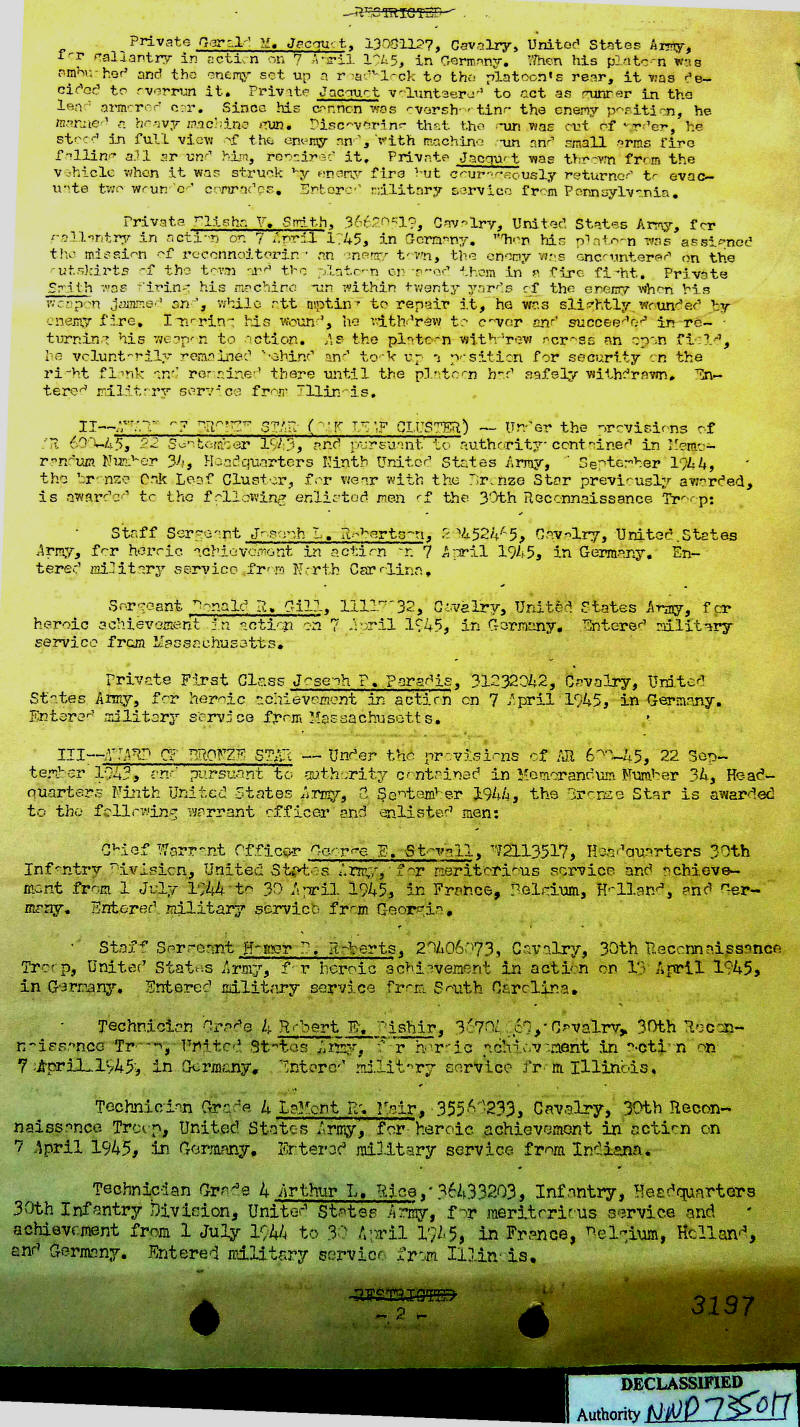 RESTRICTED
Private Gerald M. Jacquet, Cavalry, United States Army,
for gallantry in action on 7 April 1945, in Germany. When his platoon was
ambushed and the enemy set up a roadblock to the platoon's rear, it was de-
cided to overrun it. Private Jacquet volunteered to act as gunner in the
lead armored car. Since his cannon was overshooting the enemy position, he
manned a heavy machine gun. Discovering that the gun was out of order, he
stood in full view of the enemy and, with machine gun and small arms fire
falling all around him, repaired it. Private Jacquet was thrown from the
vehicle when it was struck by enemy fire but courageously returned to evac-
uate two wounded comrades. Entered military service from Pennsylvania.
Private Elisha V. Smith, Cavalry, United States Army, for
gallantry in action on 7 April 1945, in Germany. When his platoon was assigned
the mission of reconnoitering an enemy town, the enemy was encountered on the
outskirts of the town and the platoon engaged them in a fire fight. Private
Smith was firing his machine gun within twenty yards of the enemy when his
weapon jammed and, while attempting to repair it, he was slightly wounded by
enemy fire. Ignoring his wound, he withdrew to cover and succeeded in re-
turning his weapon to action. As the platoon withdrew across an open field,
he voluntarily remained behind and took up a position for security on the
right flank and remained there until the platoon had safely withdrawn. En-
tered military service from Illinois.
II--AWARD OF BRONZE STAR (OAK LEAF CLUSTER) -- Under the provisions of
AR 600-45, 22 September 1943, and pursuant to authority contained in Memo-
randum Number 34, Headquarters Ninth United States Army, September 1944,
the bronze Oak Leaf Cluster, for wear with the Bronze Star previously awarded,
is awarded to the following enlisted men of the 30th Reconnaissance Troop:
Staff Sergeant Joseph L. Robertson, 20452465, Cavalry, United States
Army, for heroic achievement in action on 7 April 1945, in Germany. En-
tered military service from North Carolina.
Sergeant Donald R. Gill, Cavalry, United States Army, for
heroic achievement in action on 7 April 1945, in Germany. Entered military
service from Massachusetts.
Private First Class Joseph P. Paradis, 31232042, Cavalry, United
States Army, for heroic achievement in action on 7 April 1945, in Germany.
Entered military service from Massachusetts.
III--AWARD OF BRONZE STAR -- Under the provisions of AR 600-45, 22 Sep-
tember 1943, and pursuant to authority contained in Memorandum Number 34, Head-
quarters Ninth United States Army, September 1944, the Bronze Star is awarded
to the following warrant officer and enlisted men:
Chief Warrant Officer George E. Stovall, W2113517, Headquarters 30th
Infantry Division, United States Army, for meritorious service and achieve-
ment from 1 July 1944 to 30 April 1945, in France, Belgium, Holland, and Ger-
many. Entered military service from Georgia.
Staff Sergeant Roberts, 20406073, Cavalry, 30th Reconnaissance
Troop, United States Army, for heroic achievement in action on April 1945,
in Germany. Entered military service from South Carolina.
Technician Grade 4 Robert E. Cavalry, 30th Recon-
naissance Troop, United States Army, for heroic achievement in action on
7 April 1945, in Germany. Entered military service from Illinois.
Technician Grade 4 LaMont R. Cavalry, 30th Recon-
naissance Troop, United States Army, for heroic achievement in action on
7 April 1945, in Germany. Entered military service from Indiana.
Technician Grade 4 Arthur L. Rice, 36433203, Infantry, Headquarters
30th Infantry Division, United States Army, for meritorious service and
achievement from 1 July 1944 to 30 April 1945, in France, Belgium, Holland,
and Germany. Entered military service from Illinois.
RESTRICTED
- 2 -
3197
DECLASSIFIED
Authority NND 735017